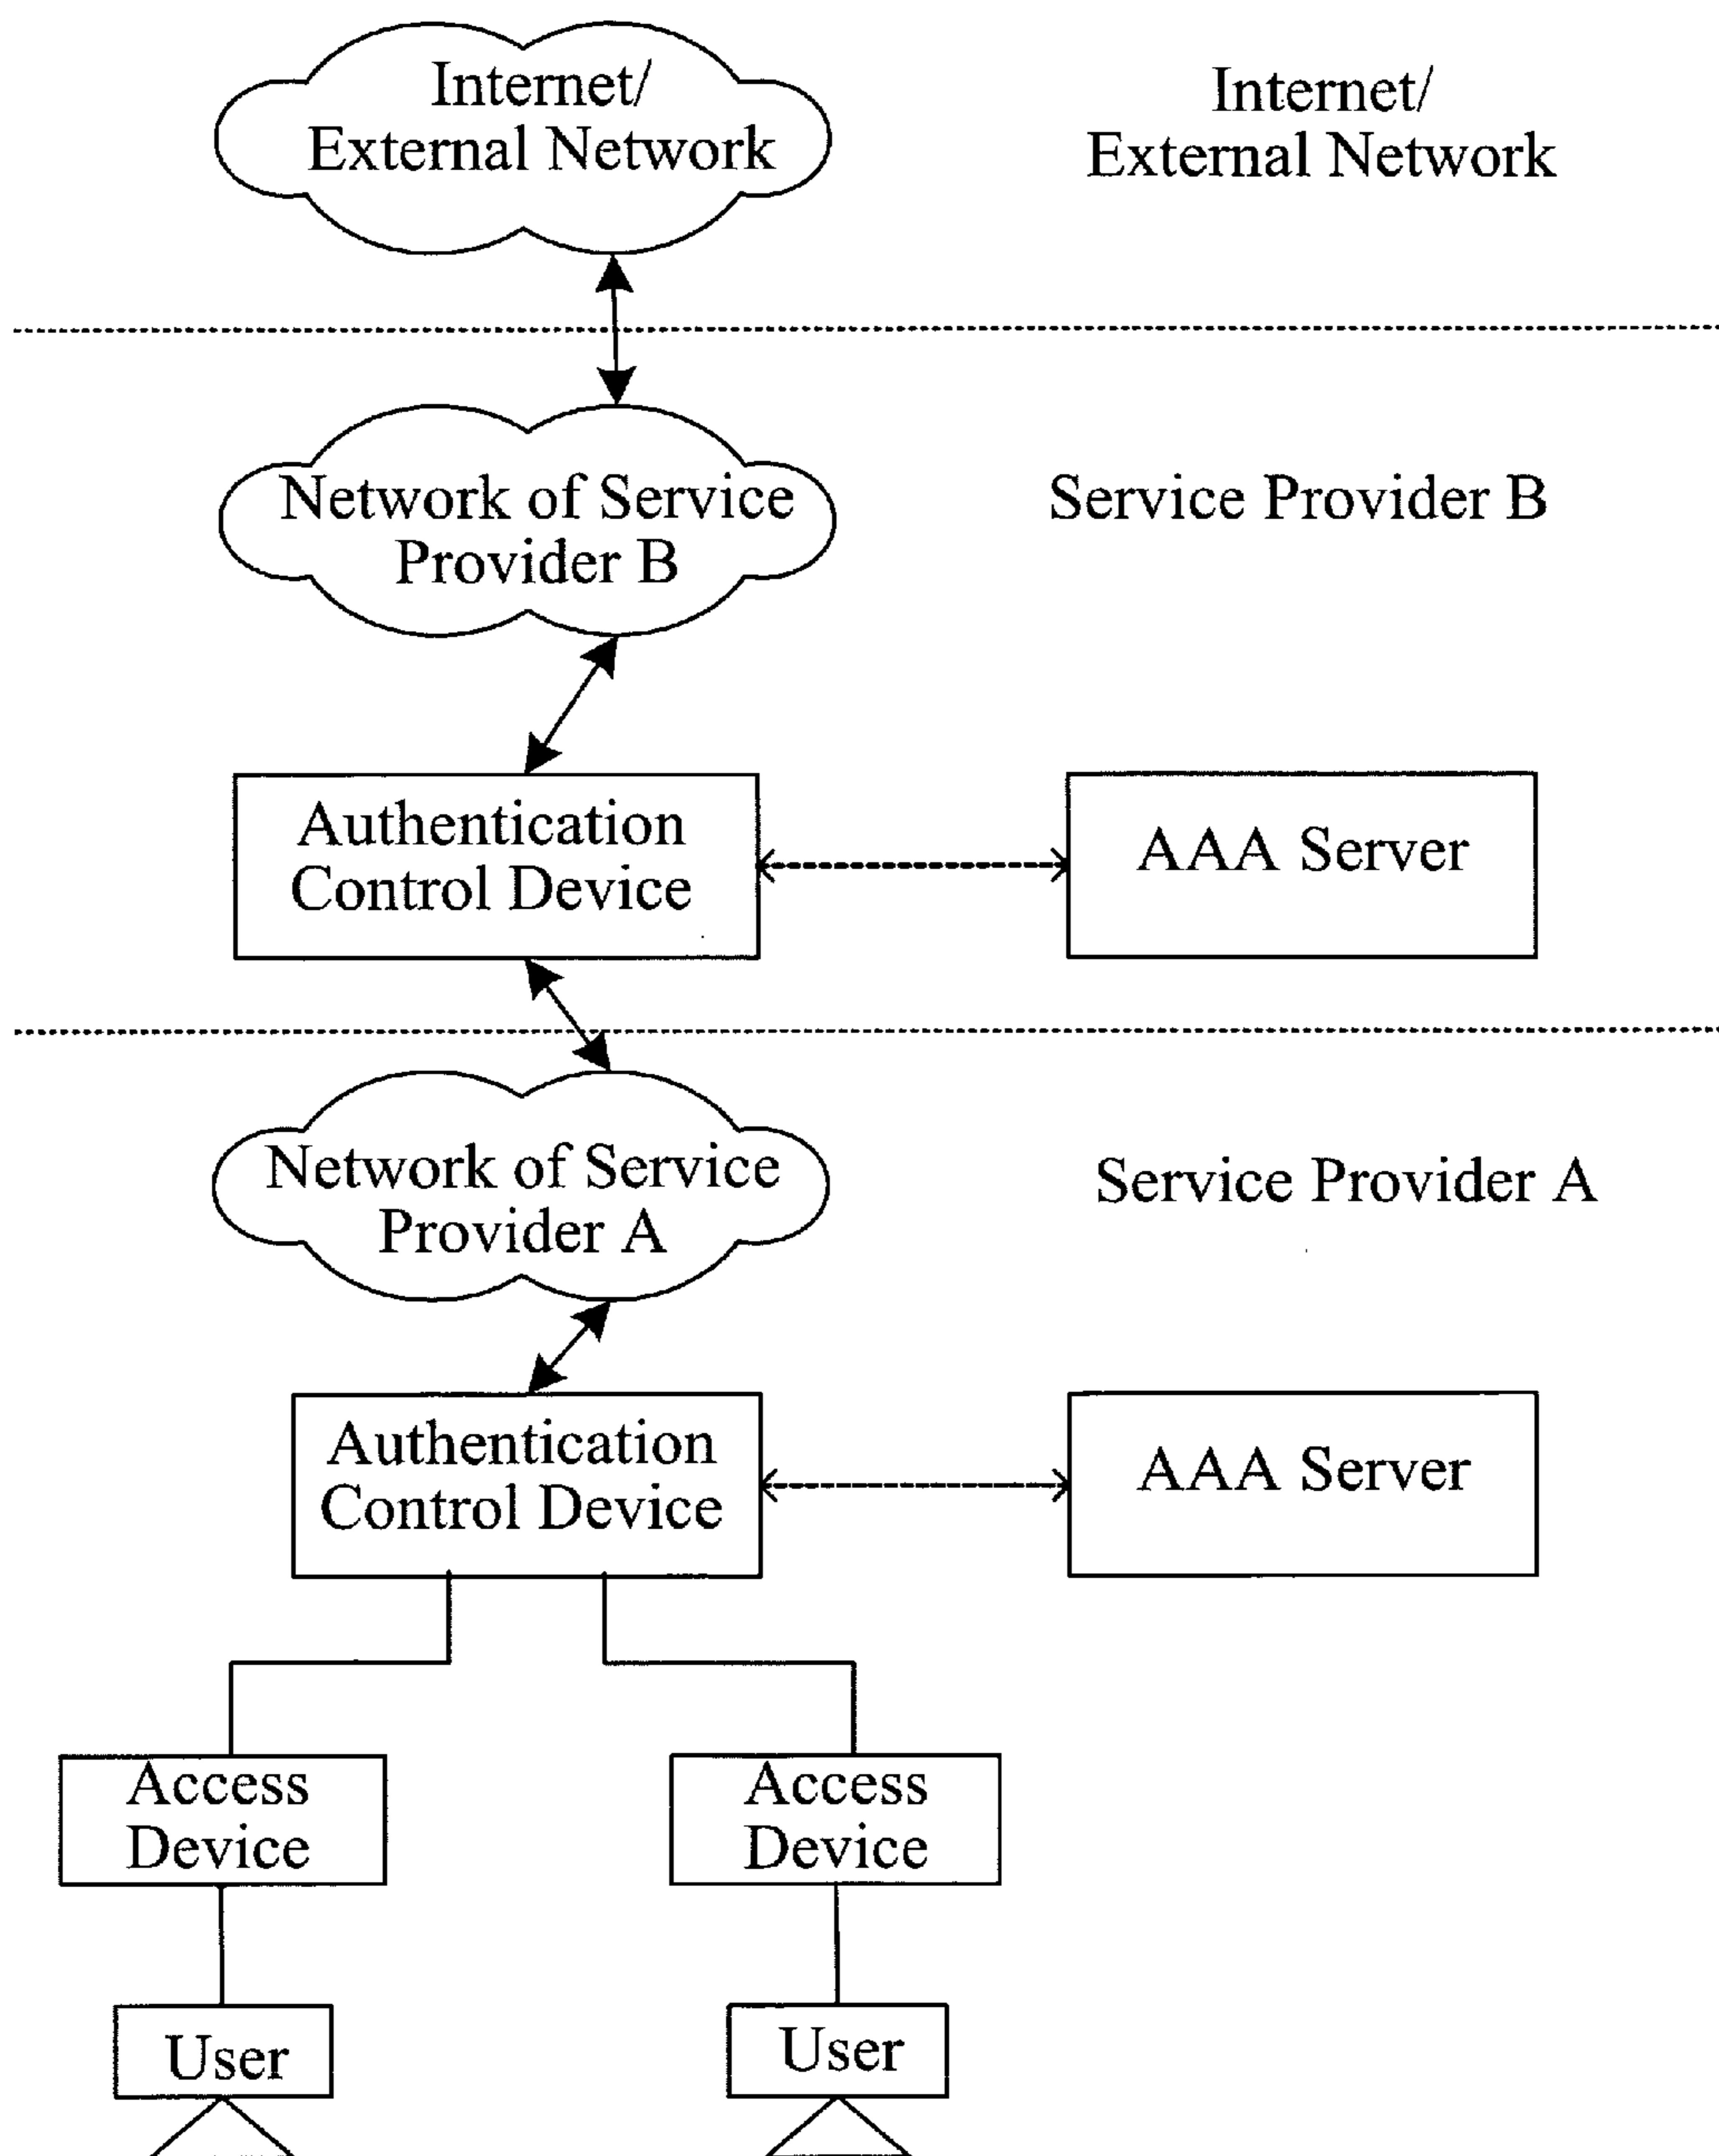 Internet/
External Network
Internet/
External Network
Network of Service
Provider B
Service Provider B
Authentication
Control Device
AAA Server
Network of Service
Provider A
Service Provider A
Authentication
Control Device
AAA Server
Access
Device
Access
Device
User
User